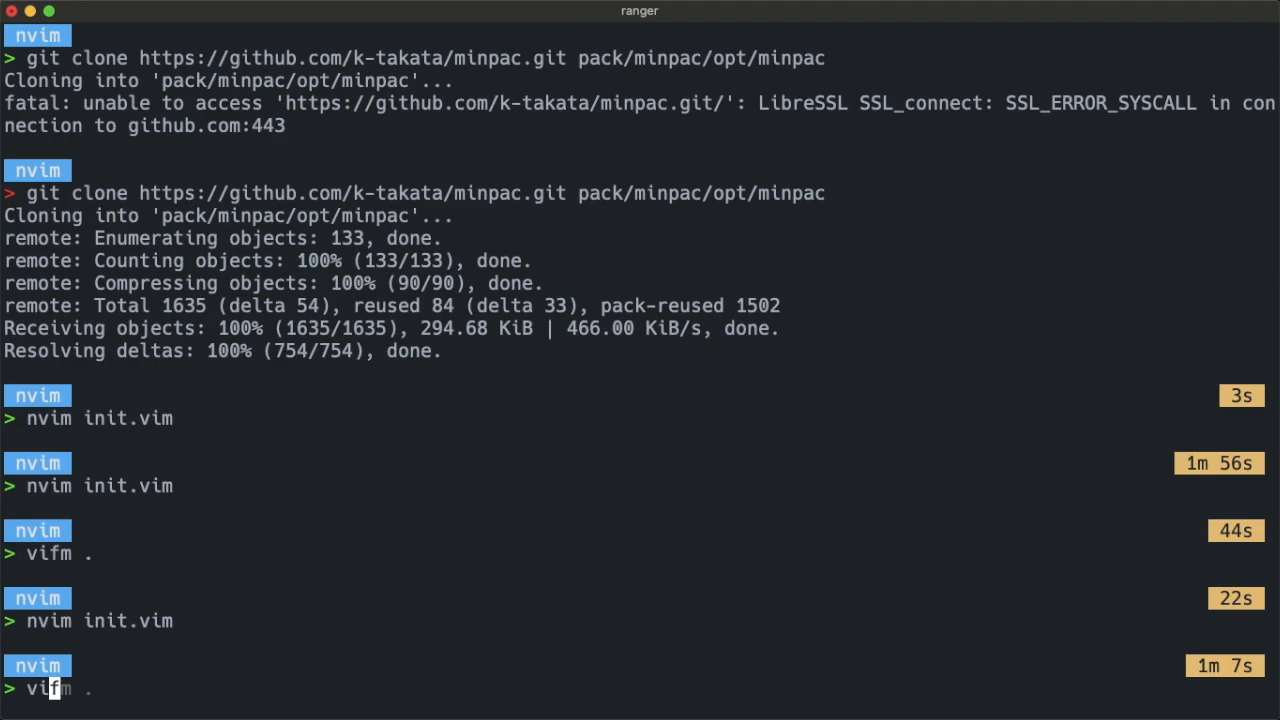 ranger
nvim
> git clone https://github.com/k-takata/minpac.git pack/minpac/opt/minpac
Cloning into 'pack/minpac/opt/minpac'...
fatal: unable to access 'https://github.com/k-takata/minpac.git/': LibreSSL SSL_connect: SSL_ERROR_SYSCALL in con
nection to github.com:443
nvim
> git clone https://github.com/k-takata/minpac.git pack/minpac/opt/minpac
Cloning into 'pack/minpac/opt/minpac'...
remote: Enumerating objects: 133, done.
remote: Counting objects: 100% (133/133), done.
remote: Compressing objects: 100% (90/90), done.
remote: Total 1635 (delta 54), reused 84 (delta 33), pack-reused 1502
Receiving objects: 100% (1635/1635), 294.68 KiB | 466.00 KiB/s, done.
Resolving deltas: 100% (754/754), done.
nvim 3s
> nvim init.vim
nvim 1m 56s
> nvim init.vim
nvim 44s
> vifm .
nvim 22s
> nvim init.vim
nvim 1m 7s
> vifm .